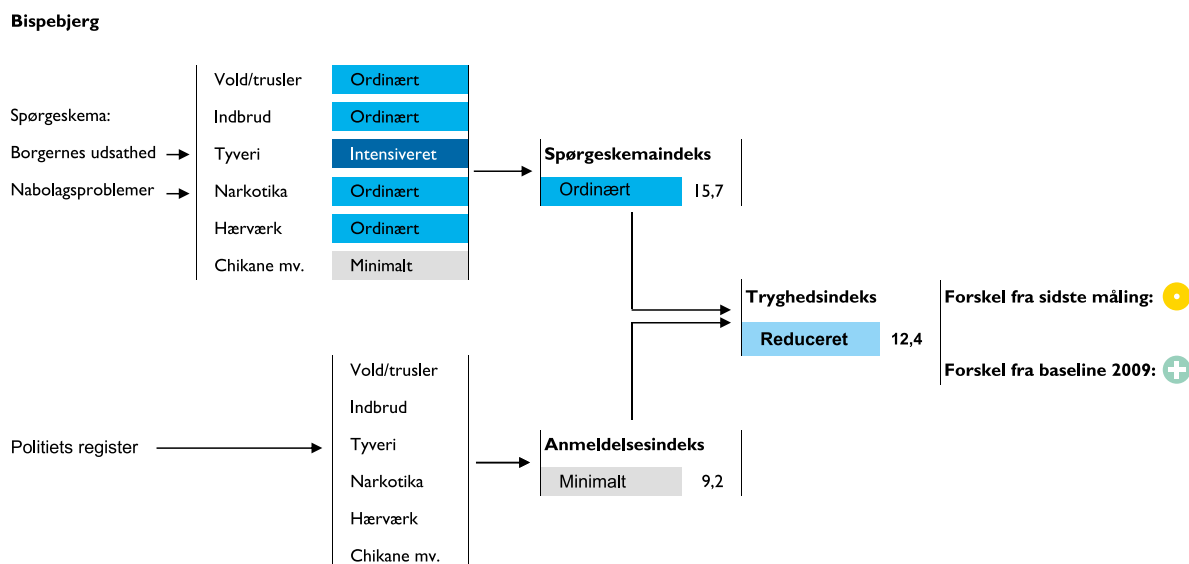 Bispebjerg
Spørgeskema:
Borgernes udsathed
Nabolagsproblemer
Vold/trusler Ordinært
Indbrud Ordinært
Tyveri Intensiveret
Narkotika Ordinært
Hærværk Ordinært
Chikane mv. Minimalt
Spørgeskemaindeks
Ordinært 15,7
Politiets register
Vold/trusler
Indbrud
Tyveri
Narkotika
Hærværk
Chikane mv.
Anmeldelsesindeks
Minimalt 9,2
Tryghedsindeks
Reduceret 12,4
Forskel fra sidste måling:
Forskel fra baseline 2009: